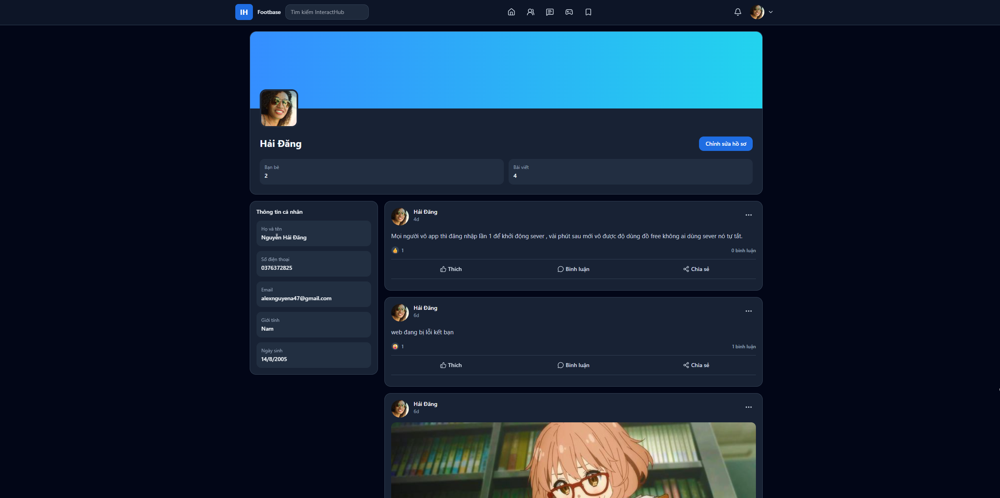 IH
Footbase
Tìm kiếm InteractHub
Hải Đăng
Chỉnh sửa hồ sơ
Bạn bè
2
Bài viết
4
Thông tin cá nhân
Họ và tên
Nguyễn Hải Đăng
Số điện thoại
0376372825
Email
alexnguyena47@gmail.com
Giới tính
Nam
Ngày sinh
14/8/2005
Hải Đăng
4d
Mọi người vô app thì đăng nhập lần 1 để khởi động sever , vài phút sau mới vô được độ dùng đồ free không ai dùng sever nó tự tắt.
1
0 bình luận
Thích
Bình luận
Chia sẻ
Hải Đăng
6d
web đang bị lỗi kết bạn
1
1 bình luận
Thích
Bình luận
Chia sẻ
Hải Đăng
6d